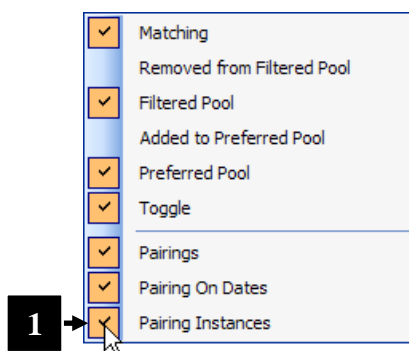 Matching
Removed from Filtered Pool
Filtered Pool
Added to Preferred Pool
Preferred Pool
Toggle
Pairings
Pairing On Dates
1 Pairing Instances